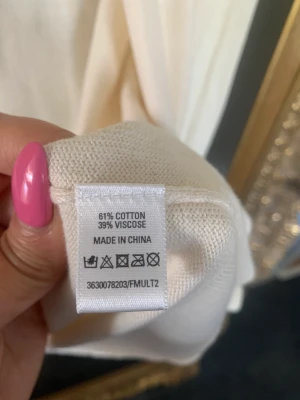 61% COTTON
39% VISCOSE
MADE IN CHINA
3630078203/FMULT2